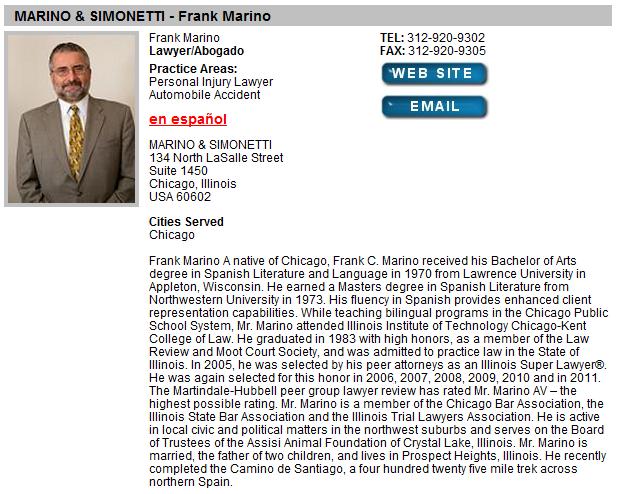 MARINO & SIMONETTI - Frank Marino
Frank Marino
Lawyer/Abogado
Practice Areas:
Personal Injury Lawyer
Automobile Accident
en español
MARINO & SIMONETTI
134 North LaSalle Street
Suite 1450
Chicago, Illinois
USA 60602
Cities Served
Chicago
TEL: 312-920-9302
FAX: 312-920-9305
WEB SITE
EMAIL
Frank Marino A native of Chicago, Frank C. Marino received his Bachelor of Arts
degree in Spanish Literature and Language in 1970 from Lawrence University in
Appleton, Wisconsin. He earned a Masters degree in Spanish Literature from
Northwestern University in 1973. His fluency in Spanish provides enhanced client
representation capabilities. While teaching bilingual programs in the Chicago Public
School System, Mr. Marino attended Illinois Institute of Technology Chicago-Kent
College of Law. He graduated in 1983 with high honors, as a member of the Law
Review and Moot Court Society, and was admitted to practice law in the State of
Illinois. In 2005, he was selected by his peer attorneys as an Illinois Super Lawyer®.
He was again selected for this honor in 2006, 2007, 2008, 2009, 2010 and in 2011.
The Martindale-Hubbell peer group lawyer review has rated Mr. Marino AV – the
highest possible rating. Mr. Marino is a member of the Chicago Bar Association, the
Illinois State Bar Association and the Illinois Trial Lawyers Association. He is active
in local civic and political matters in the northwest suburbs and serves on the Board
of Trustees of the Assisi Animal Foundation of Crystal Lake, Illinois. Mr. Marino is
married, the father of two children, and lives in Prospect Heights, Illinois. He recently
completed the Camino de Santiago, a four hundred twenty five mile trek across
northern Spain.